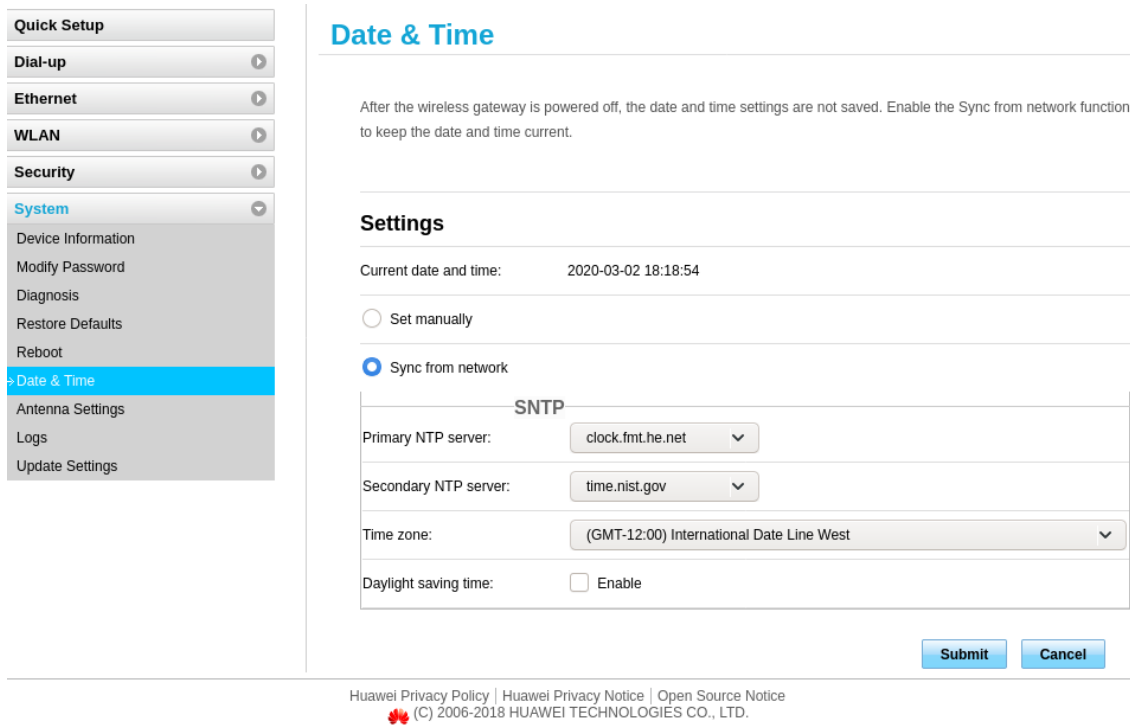 Quick Setup
Dial-up
Ethernet
WLAN
Security
System
Device Information
Modify Password
Diagnosis
Restore Defaults
Reboot
Date & Time
Antenna Settings
Logs
Update Settings
Date & Time
After the wireless gateway is powered off, the date and time settings are not saved. Enable the Sync from network function
to keep the date and time current.
Settings
Current date and time: 2020-03-02 18:18:54
Set manually
Sync from network
SNTP
Primary NTP server: clock.fmt.he.net
Secondary NTP server: time.nist.gov
Time zone: (GMT-12:00) International Date Line West
Daylight saving time: Enable
Submit Cancel
Huawei Privacy Policy | Huawei Privacy Notice | Open Source Notice
(C) 2006-2018 HUAWEI TECHNOLOGIES CO., LTD.